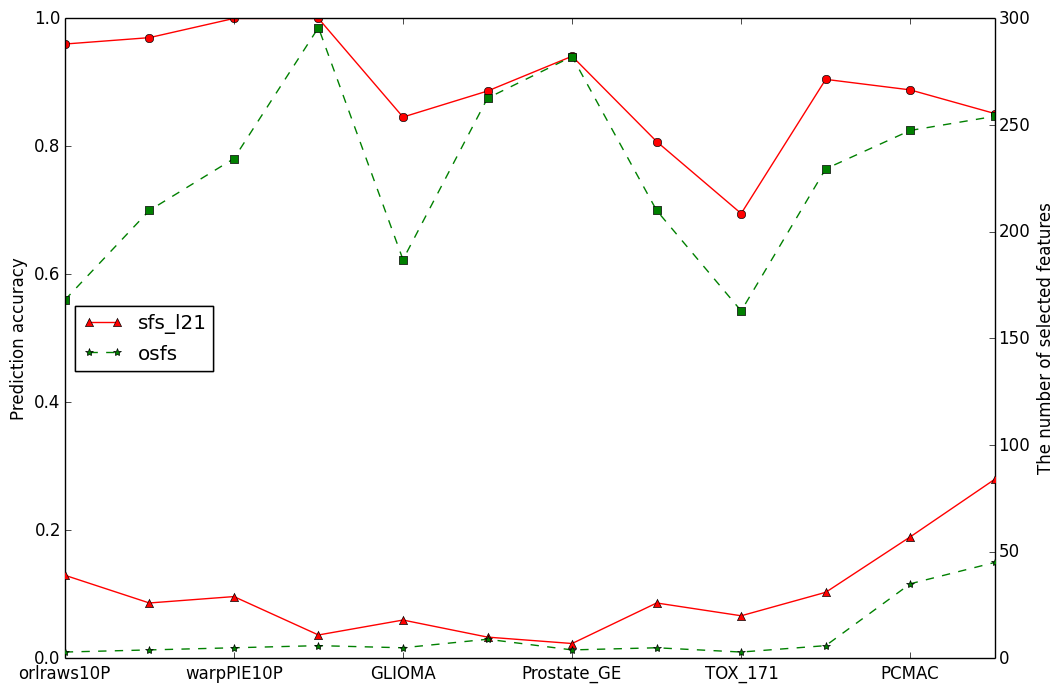 1.0
0.8
0.6
0.4
0.2
0.0
Prediction accuracy
sfs_l21
osfs
300
250
200
150
100
50
0
The number of selected features
orlraws10P
warpPIE10P
GLIOMA
Prostate_GE
TOX_171
PCMAC